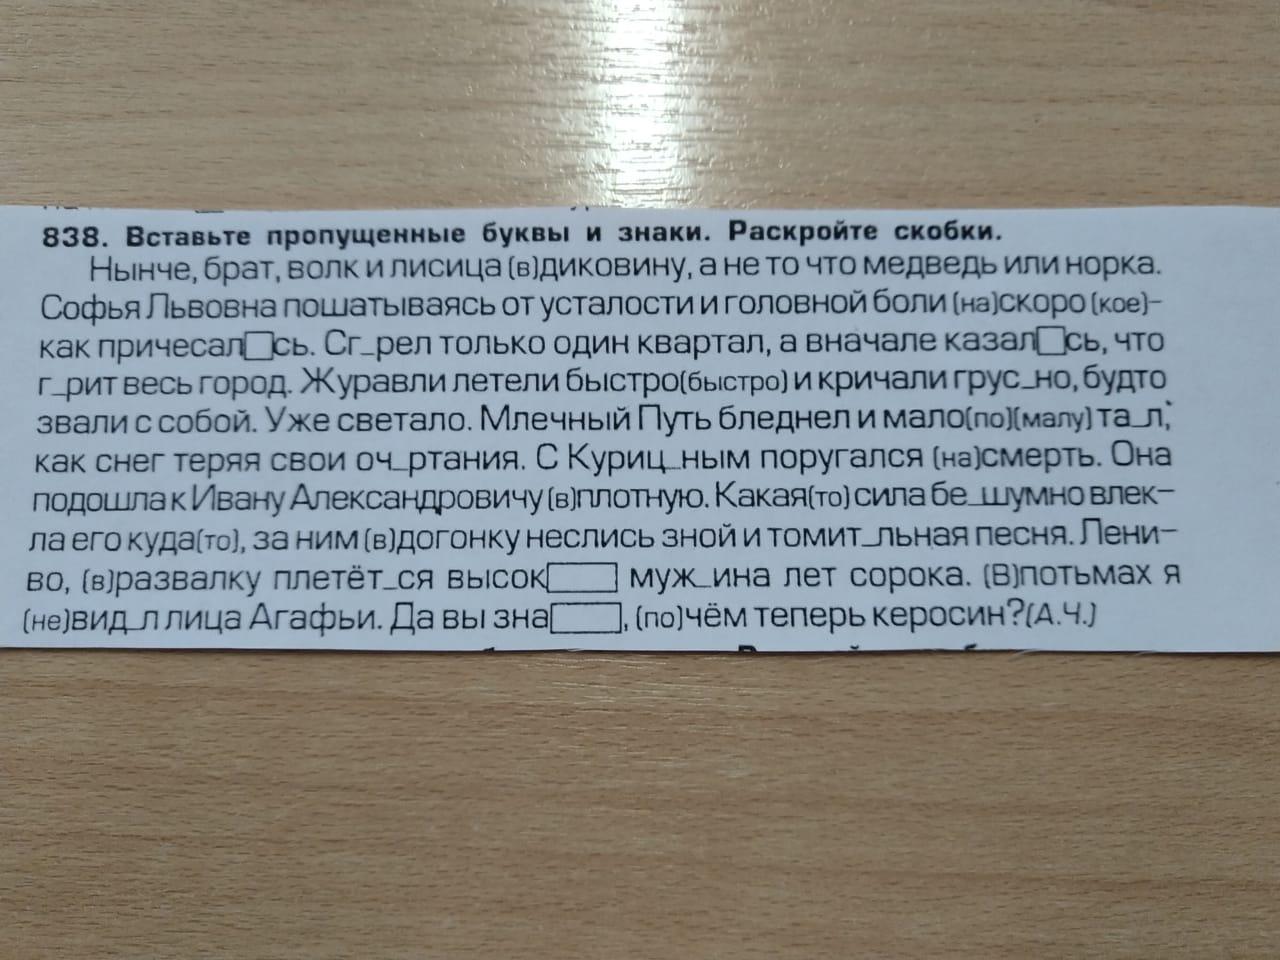 838. Вставьте пропущенные буквы и знаки. Раскройте скобки.
Нынче, брат, волк и лисица (в)диковину, а не то что медведь или норка.
Софья Львовна пошатываясь от усталости и головной боли (на)скоро (кое)-
как причесал□сь. Сг_рел только один квартал, а вначале казал□сь, что
г_рит весь город. Журавли летели быстро(быстро) и кричали грус_но, будто
звали с собой. Уже светало. Млечный Путь бледнел и мало(по)(малу) та_л,
как снег теряя свои оч_ртания. С Куриц_ным поругался (на)смерть. Она
подошла к Ивану Александровичу (в)плотную. Какая(то) сила бе_шумно влек-
ла его куда(то), за ним (в)догонку неслись зной и томит_льная песня. Лени-
во, (в)развалку плетёт_ся высок□ муж_ина лет сорока. (В)потьмах я
(не)вид_л лица Агафьи. Да вы зна□, (по)чём теперь керосин?(А.Ч.)